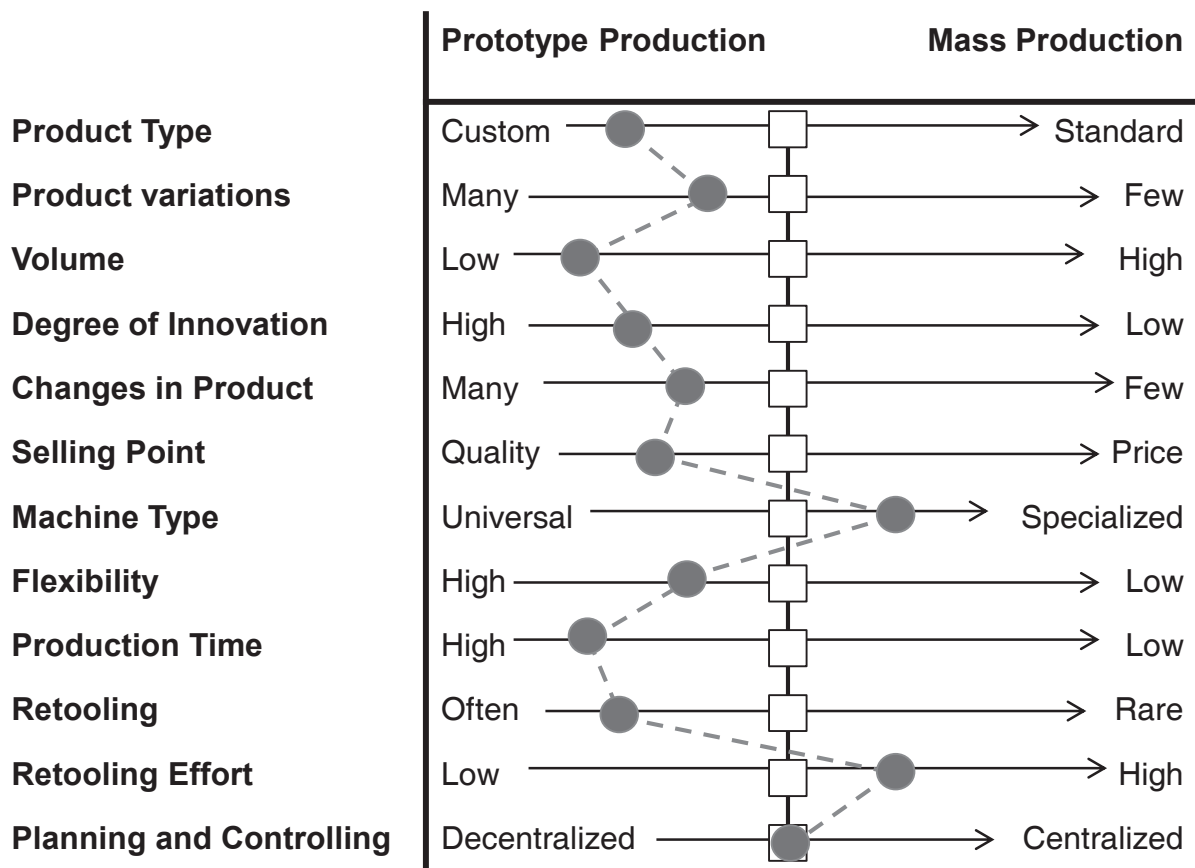 Prototype Production Mass Production
Product Type Custom Standard
Product variations Many Few
Volume Low High
Degree of Innovation High Low
Changes in Product Many Few
Selling Point Quality Price
Machine Type Universal Specialized
Flexibility High Low
Production Time High Low
Retooling Often Rare
Retooling Effort Low High
Planning and Controlling Decentralized Centralized